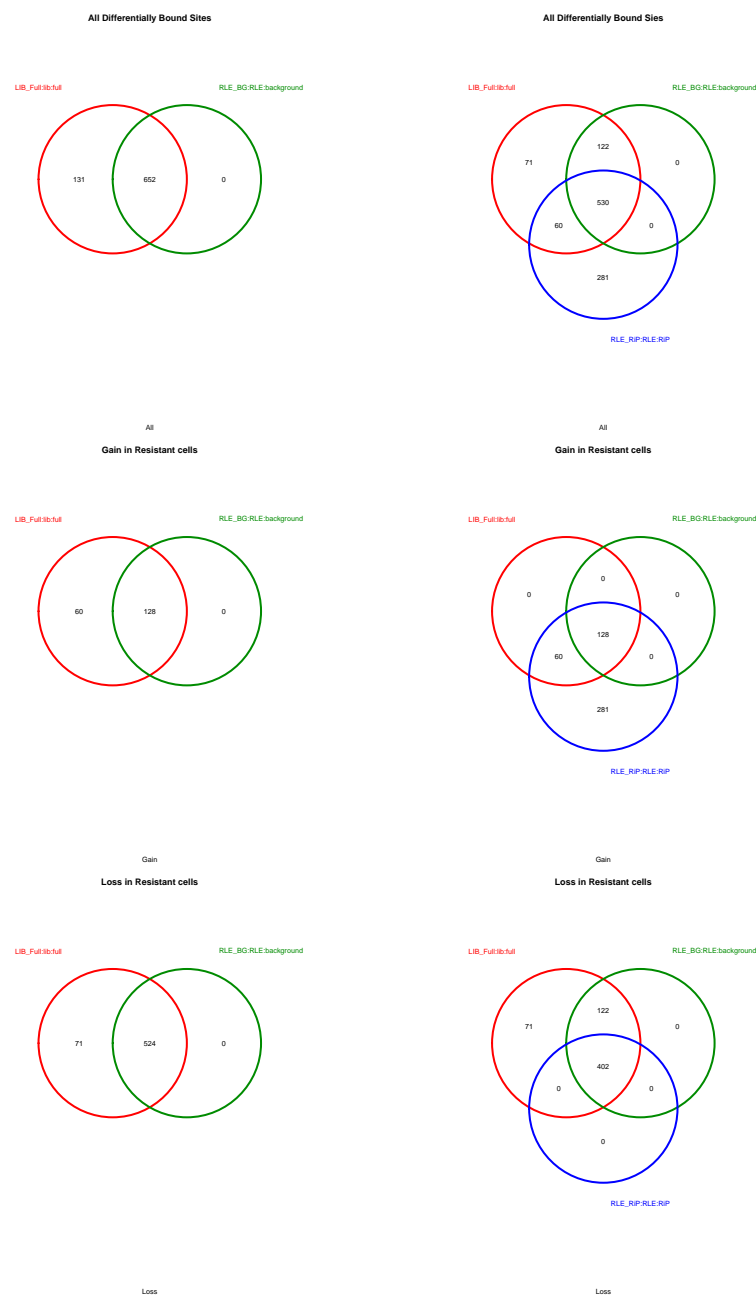 All Differentially Bound Sites
LIB_Full:lib:full
RLE_BG:RLE:background
131
652
0
All
All Differentially Bound Sies
LIB_Full:lib:full
RLE_BG:RLE:background
122
71
0
530
60
0
281
RLE_RiP:RLE:RiP
All
Gain in Resistant cells
LIB_Full:lib:full
RLE_BG:RLE:background
60
128
0
Gain
Gain in Resistant cells
LIB_Full:lib:full
RLE_BG:RLE:background
0
0
0
128
60
0
281
RLE_RiP:RLE:RiP
Gain
Loss in Resistant cells
LIB_Full:lib:full
RLE_BG:RLE:background
71
524
0
Loss
Loss in Resistant cells
LIB_Full:lib:full
RLE_BG:RLE:background
122
71
0
402
0
0
0
RLE_RiP:RLE:RiP
Loss